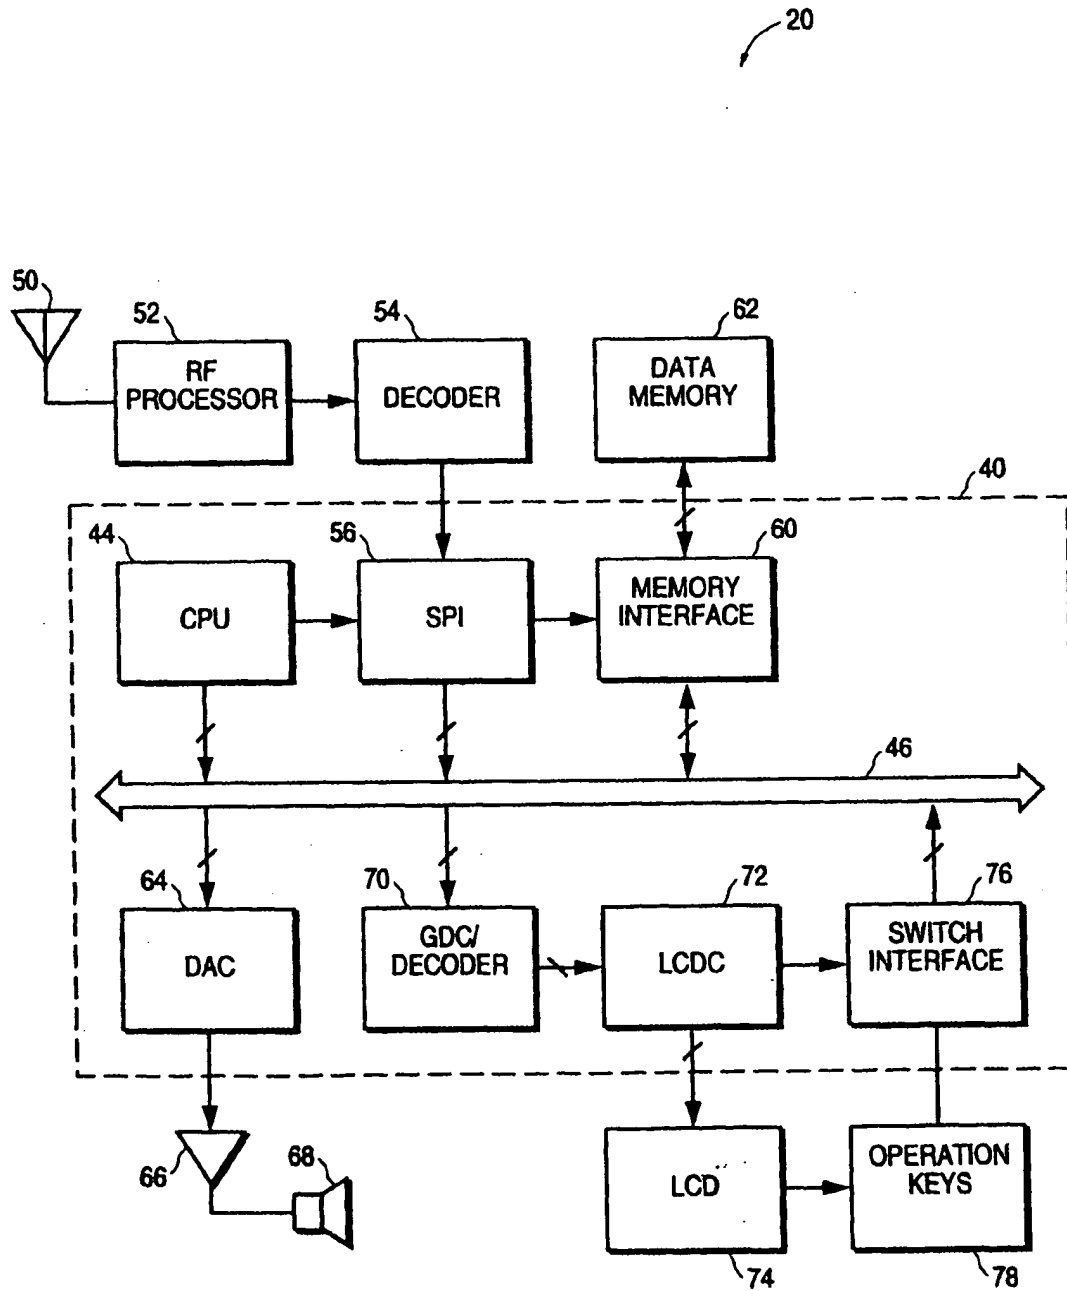 20
50
52
54
62
RF
PROCESSOR
DECODER
DATA
MEMORY
40
44
56
60
CPU
SPI
MEMORY
INTERFACE
46
64
70
72
76
DAC
GDC/
DECODER
LCDC
SWITCH
INTERFACE
66
68
LCD
OPERATION
KEYS
74
78